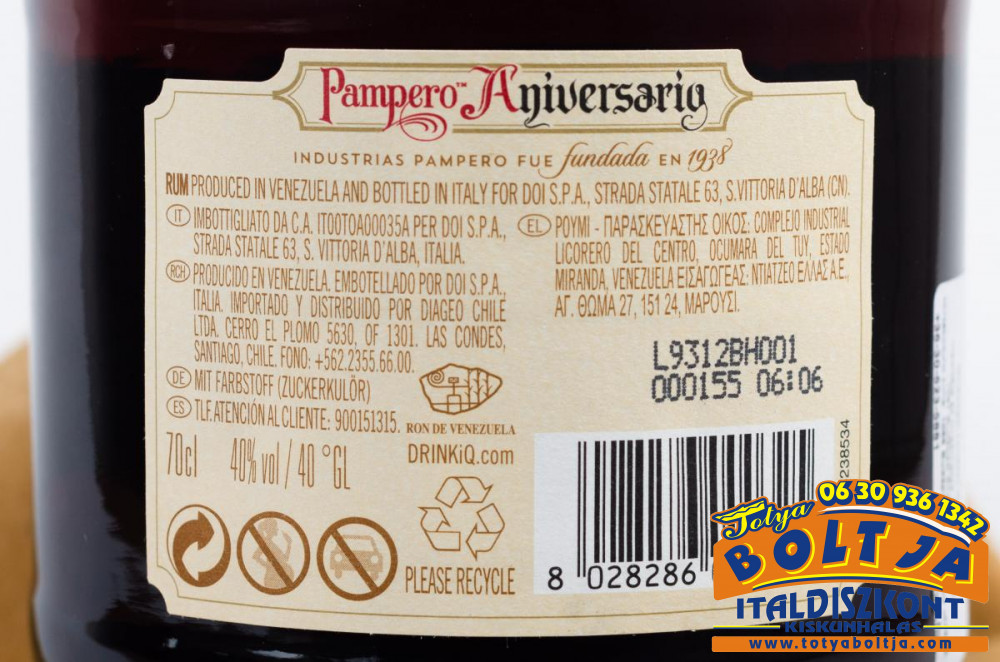 Pampero™ Aniversario
INDUSTRIAS PAMPERO FUE fundada EN 1938
RUM PRODUCED IN VENEZUELA AND BOTTLED IN ITALY FOR DOI S.P.A., STRADA STATALE 63, S.VITTORIA D'ALBA (CN).
IT IMBOTTIGLIATO DA C.A. IT00TOA00035A PER DOI S.P.A.,
STRADA STATALE 63, S. VITTORIA D'ALBA, ITALIA.
RCH PRODUCIDO EN VENEZUELA. EMBOTELLADO POR DOI S.P.A.,
ITALIA. IMPORTADO Y DISTRIBUIDO POR DIAGEO CHILE
LTDA. CERRO EL PLOMO 5630, OF 1301. LAS CONDES,
SANTIAGO, CHILE. FONO: +562.2355.66.00.
DE MIT FARBSTOFF (ZUCKERKULÖR)
ES TLF. ATENCIÓN AL CLIENTE: 900151315.
EL ΡΟΥΜΙ - ΠΑΡΑΣΚΕΥΑΣΤΗΣ ΟΙΚΟΣ: COMPLEJO INDUSTRIAL
LICORERO DEL CENTRO, OCUMARA DEL TUY, ESTADO
MIRANDA, VENEZUELA ΕΙΣΑΓΩΓΕΑΣ: ΝΤΙΑΤΖΕΟ ΕΛΛΑΣ Α.Ε.,
ΑΓ. ΘΩΜΑ 27, 151 24, ΜΑΡΟΥΣΙ.
L9312BH001
000155 06:06
RON DE VENEZUELA
DRINKiQ.com
70cl 40% vol / 40 °GL
PLEASE RECYCLE
8 028286
238534
Totya 06 30 936 1342
BOLTJA
ITALDISZKONT
KISKUNHALAS
www.totyaboltja.com